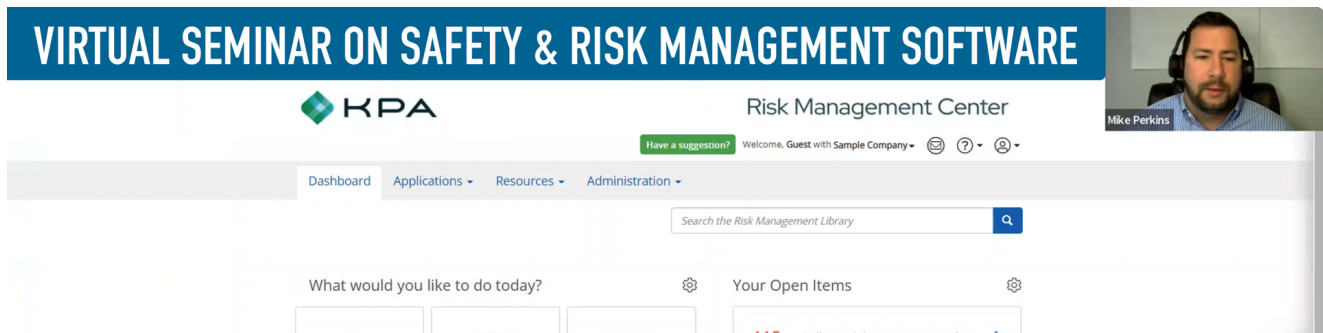 VIRTUAL SEMINAR ON SAFETY & RISK MANAGEMENT SOFTWARE
Mike Perkins
KPA
Risk Management Center
Have a suggestion?
Welcome, Guest with Sample Company
Dashboard
Applications
Resources
Administration
Search the Risk Management Library
What would you like to do today?
Your Open Items